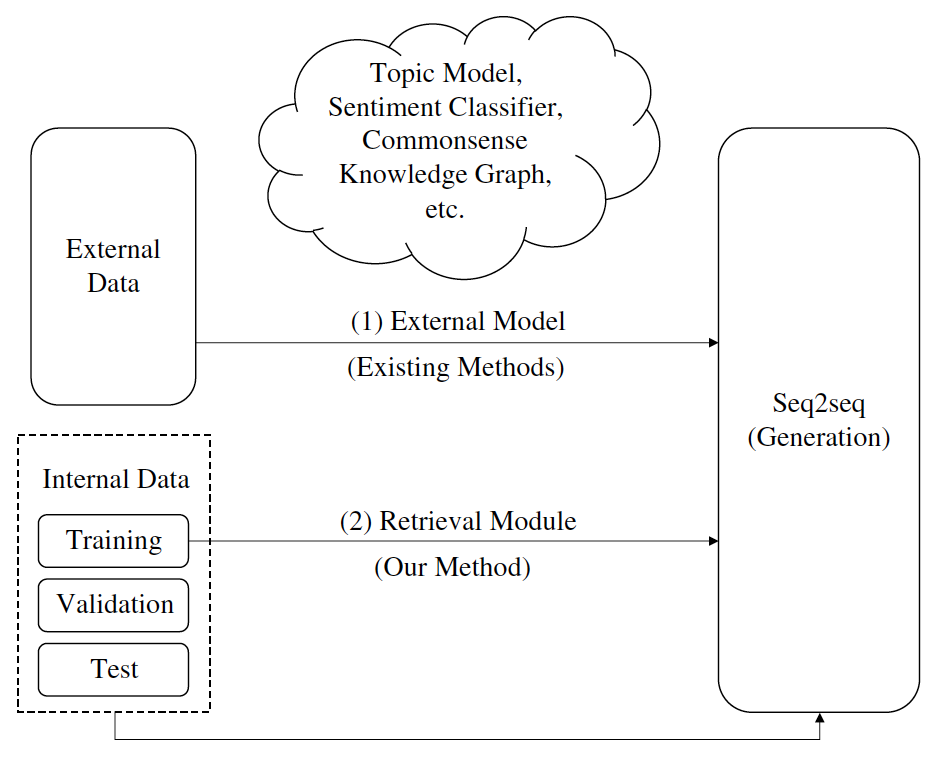 Topic Model,
Sentiment Classifier,
Commonsense
Knowledge Graph,
etc.
External
Data
(1) External Model
(Existing Methods)
Seq2seq
(Generation)
Internal Data
Training
Validation
Test
(2) Retrieval Module
(Our Method)